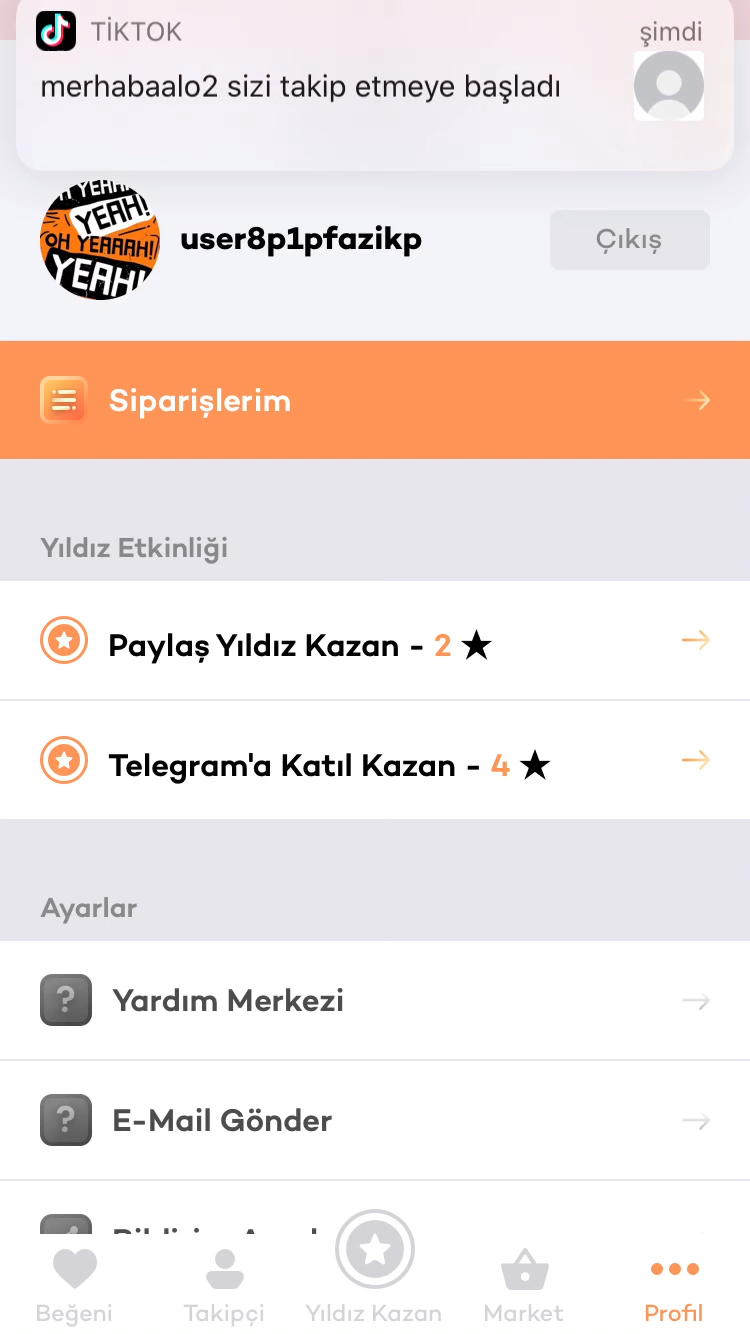 TİKTOK
şimdi
merhabaalo2 sizi takip etmeye başladı
YEAH!
OH YEARAH!
YEAH!
user8p1pfazikp
Çıkış
Siparişlerim
Yıldız Etkinliği
Paylaş Yıldız Kazan - 2 ★
Telegram'a Katıl Kazan - 4 ★
Ayarlar
Yardım Merkezi
E-Mail Gönder
Beğeni
Takipçi
Yıldız Kazan
Market
Profil